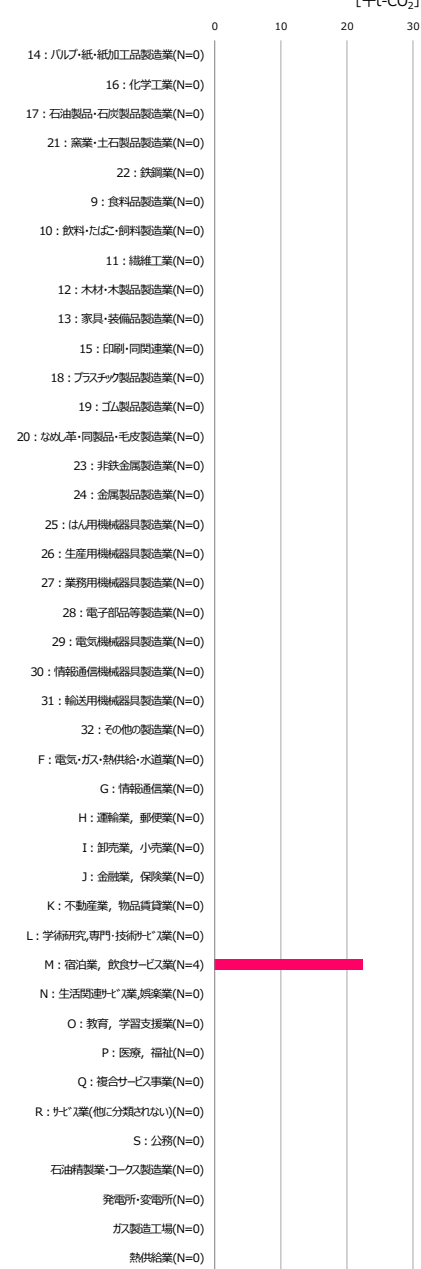 [千t-CO2]
0 10 20 30
14：パルプ・紙・紙加工品製造業(N=0)
16：化学工業(N=0)
17：石油製品・石炭製品製造業(N=0)
21：窯業・土石製品製造業(N=0)
22：鉄鋼業(N=0)
9：食料品製造業(N=0)
10：飲料・たばこ・飼料製造業(N=0)
11：繊維工業(N=0)
12：木材・木製品製造業(N=0)
13：家具・装備品製造業(N=0)
15：印刷・同関連業(N=0)
18：プラスチック製品製造業(N=0)
19：ゴム製品製造業(N=0)
20：なめし革・同製品・毛皮製造業(N=0)
23：非鉄金属製造業(N=0)
24：金属製品製造業(N=0)
25：はん用機械器具製造業(N=0)
26：生産用機械器具製造業(N=0)
27：業務用機械器具製造業(N=0)
28：電子部品等製造業(N=0)
29：電気機械器具製造業(N=0)
30：情報通信機械器具製造業(N=0)
31：輸送用機械器具製造業(N=0)
32：その他の製造業(N=0)
F：電気・ガス・熱供給・水道業(N=0)
G：情報通信業(N=0)
H：運輸業，郵便業(N=0)
I：卸売業，小売業(N=0)
J：金融業，保険業(N=0)
K：不動産業，物品賃貸業(N=0)
L：学術研究,専門・技術ｻｰﾋﾞｽ業(N=0)
M：宿泊業，飲食サービス業(N=4)
N：生活関連ｻｰﾋﾞｽ業,娯楽業(N=0)
O：教育，学習支援業(N=0)
P：医療，福祉(N=0)
Q：複合サービス事業(N=0)
R：ｻｰﾋﾞｽ業(他に分類されない)(N=0)
S：公務(N=0)
石油精製業・コークス製造業(N=0)
発電所・変電所(N=0)
ガス製造工場(N=0)
熱供給業(N=0)